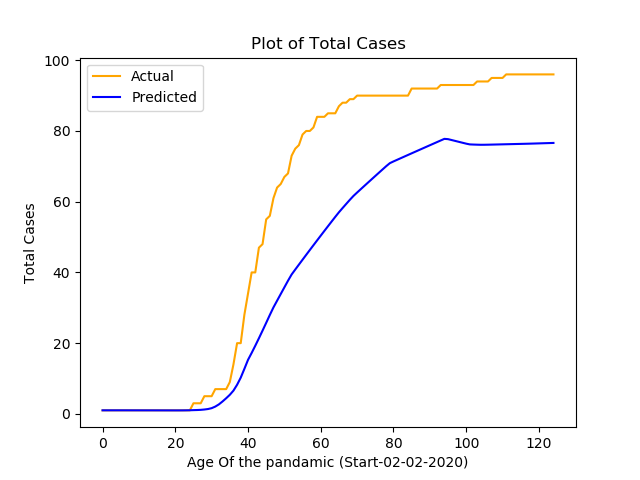 Plot of Total Cases
Actual
Predicted
100
80
60
40
20
0
Total Cases
0 20 40 60 80 100 120
Age Of the pandamic (Start-02-02-2020)